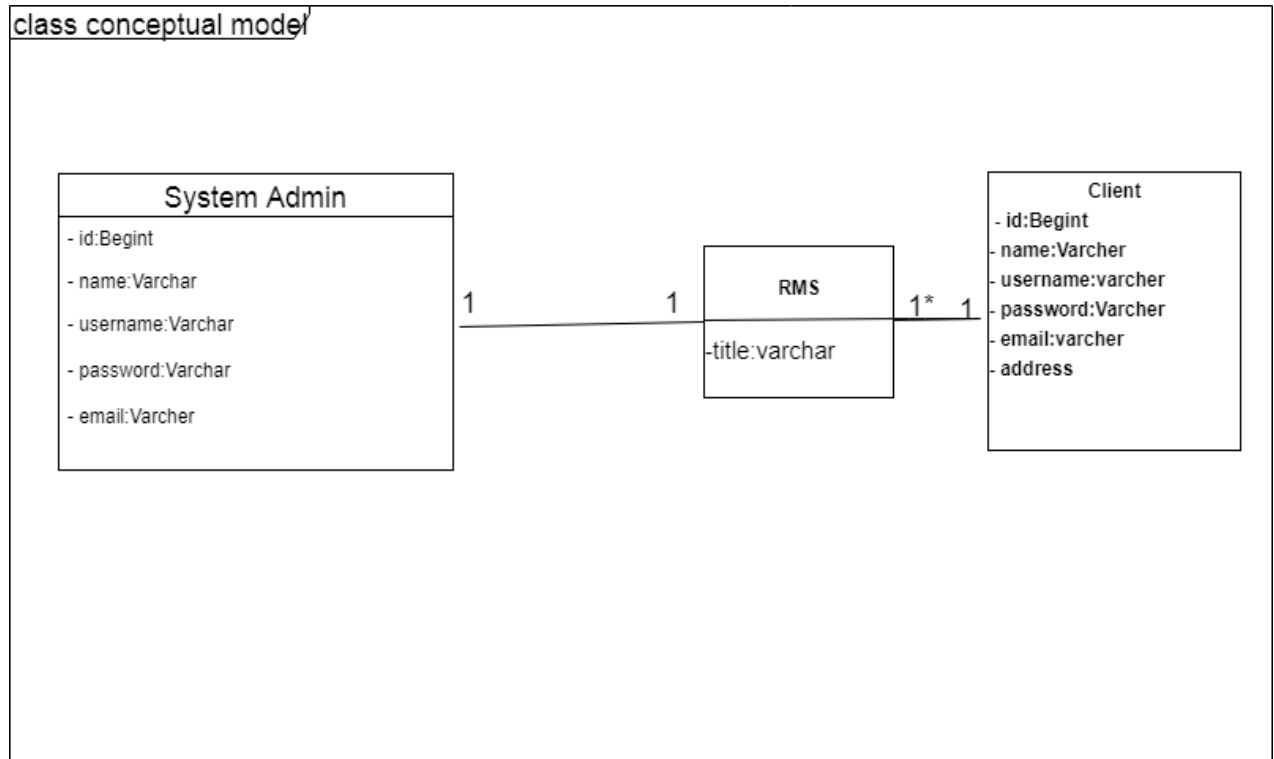 class conceptual model
System Admin
- id:Begint
- name:Varchar
- username:Varchar
- password:Varchar
- email:Varcher
1
1
RMS
-title:varchar
1*
1
Client
- id:Begint
- name:Varcher
- username:varcher
- password:Varcher
- email:varcher
- address